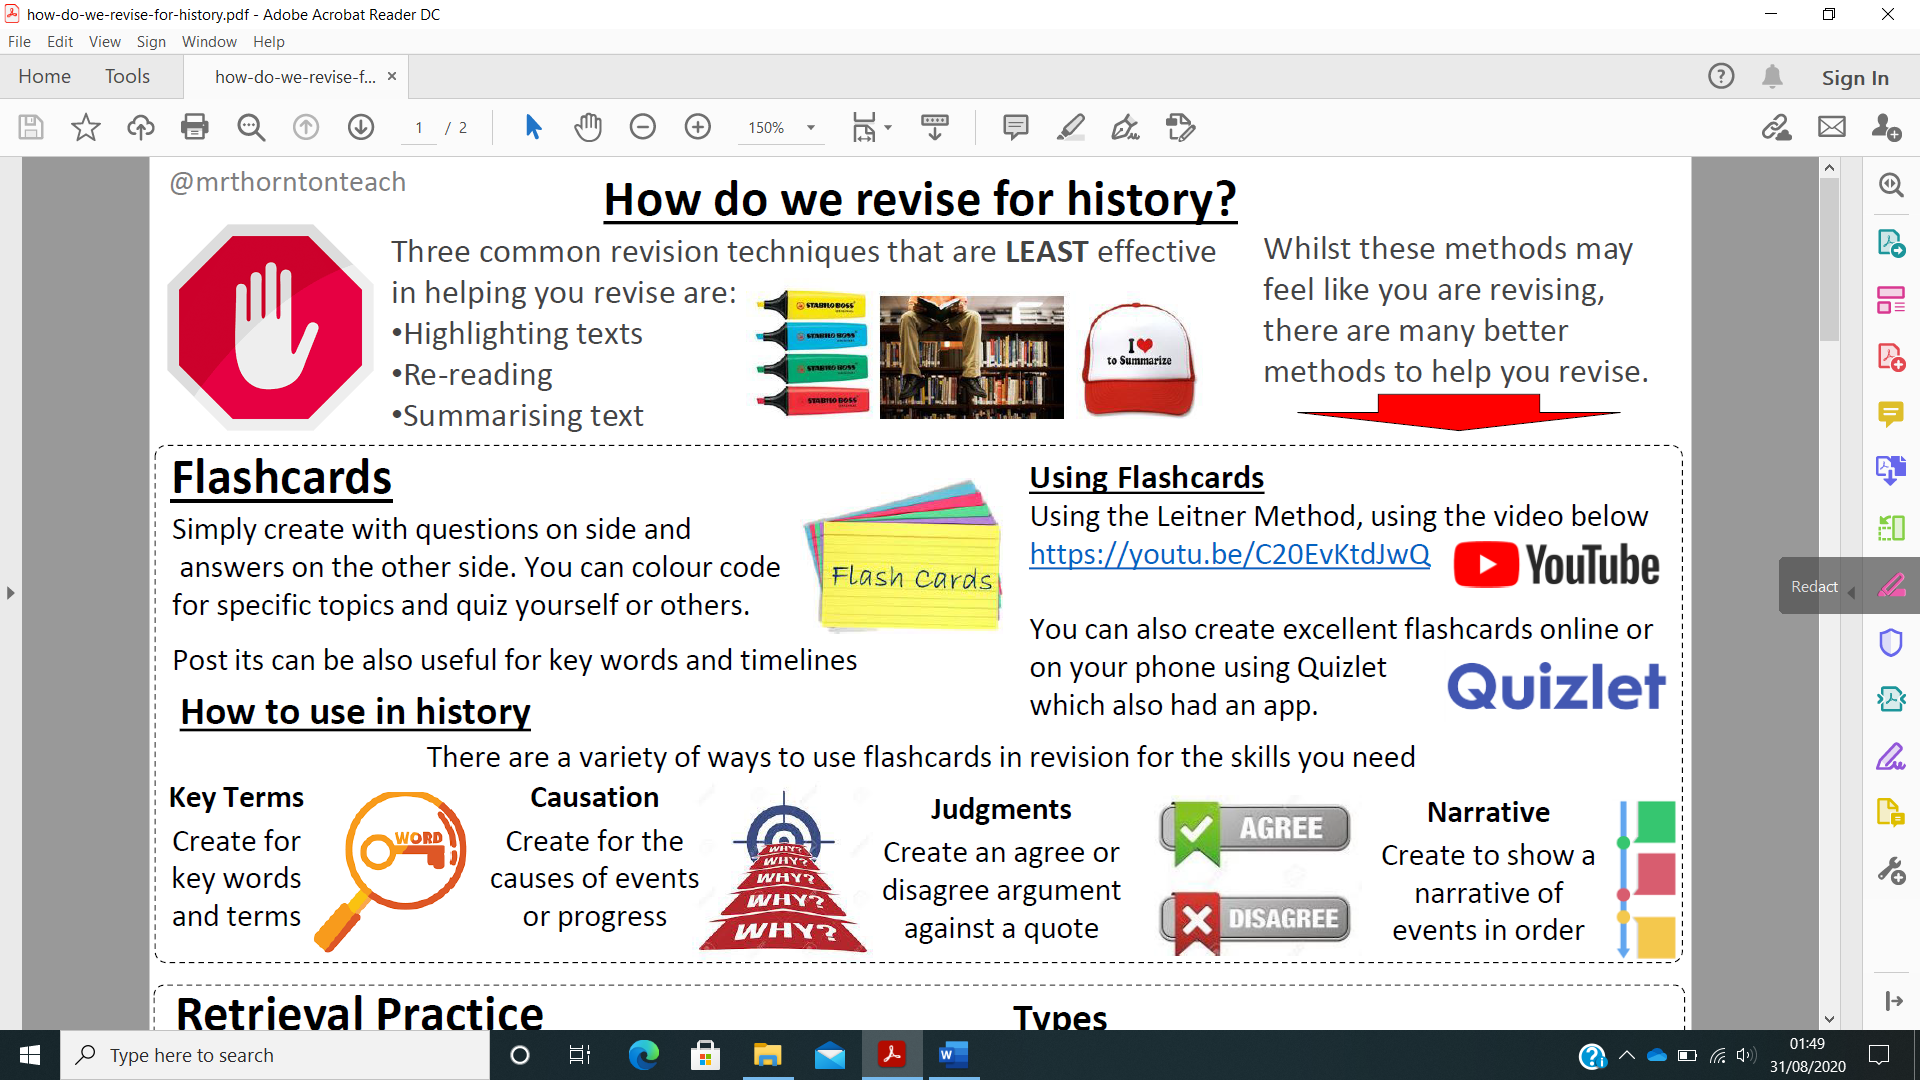 how-do-we-revise-for-history.pdf - Adobe Acrobat Reader DC
File Edit View Sign Window Help
Home Tools how-do-we-revise-f... × Sign In
1 / 2 150%
@mrthorntonteach
How do we revise for history?
Three common revision techniques that are LEAST effective
in helping you revise are:
•Highlighting texts
•Re-reading
•Summarising text
STABILO BOSS
STABILO BOSS
STABILO BOSS
STABILO BOSS
I
to Summarize
Whilst these methods may
feel like you are revising,
there are many better
methods to help you revise.
Flashcards
Simply create with questions on side and
answers on the other side. You can colour code
for specific topics and quiz yourself or others.
Post its can be also useful for key words and timelines
Flash Cards
Using Flashcards
Using the Leitner Method, using the video below
https://youtu.be/C20EvKtdJwQ
YouTube
You can also create excellent flashcards online or
on your phone using Quizlet
which also had an app.
Quizlet
How to use in history
There are a variety of ways to use flashcards in revision for the skills you need
Key Terms
Create for
key words
and terms
WORD
Causation
Create for the
causes of events
or progress
WHY?
WHY?
WHY?
WHY?
WHY?
Judgments
Create an agree or
disagree argument
against a quote
AGREE
DISAGREE
Narrative
Create to show a
narrative of
events in order
Redact
Retrieval Practice
Types
Type here to search
01:49
31/08/2020